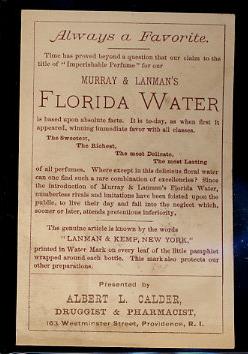 Always a Favorite.
Time has proved beyond a question that our claim to the
title of "Imperishable Perfume" for our
MURRAY & LANMAN'S
FLORIDA WATER
is based upon absolute facts. It is to-day, as when it first
appeared, winning immediate favor with all classes.
The Sweetest,
The Richest,
The most Delicate,
The most Lasting
of all perfumes. Where except in this delicious floral water
can one find such a rare combination of excellencies? Since
the introduction of Murray & Lanman's Florida Water,
numberless rivals and imitations have been foisted upon the
public, to live their day and fall into the neglect which,
sooner or later, attends pretentious inferiority.
The genuine article is known by the words
"LANMAN & KEMP, NEW YORK,"
printed in Water Mark on every leaf of the little pamphlet
wrapped around each bottle. This mark also protects our
other preparations.
Presented by
ALBERT L. CALDER,
DRUGGIST & PHARMACIST,
163 Westminster Street, Providence, R. I.